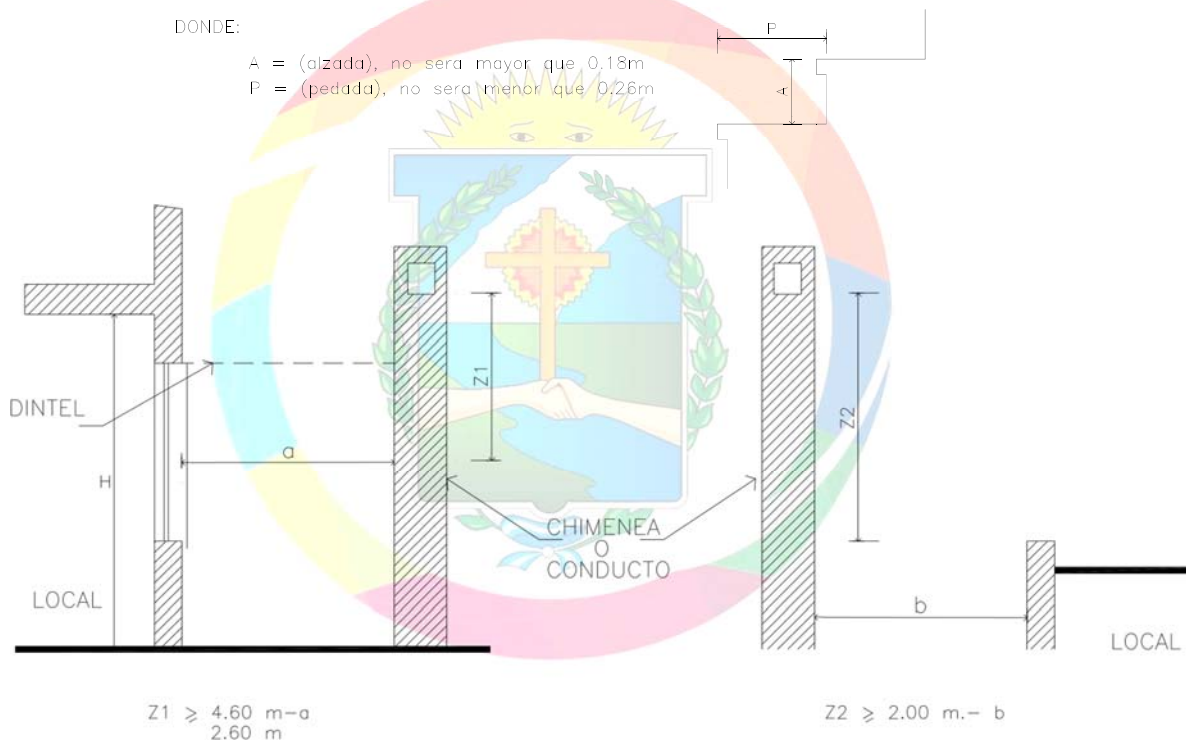 DONDE:
A = (alzada), no sera mayor que 0.18m
P = (pedada), no sera menor que 0.26m
P
A
DINTEL
H
a
Z1
Z2
CHIMENEA
O
CONDUCTO
b
LOCAL
LOCAL
Z1 ⩾ 4.60 m-a
2.60 m
Z2 ⩾ 2.00 m.- b